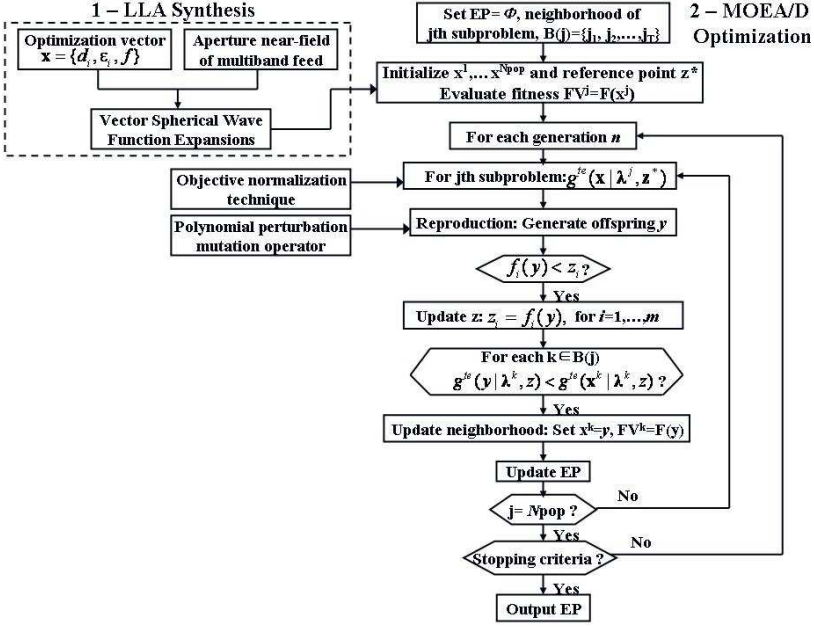 1 – LLA Synthesis
Optimization vector
x = {dᵢ, εᵢ, f}
Aperture near-field
of multiband feed
Vector Spherical Wave
Function Expansions
2 – MOEA/D
Optimization
Set EP= Φ, neighborhood of
jth subproblem, B(j)={j₁, j₂,…,j_T}
Initialize x¹,… x^Npop and reference point z*
Evaluate fitness FVʲ=F(xʲ)
For each generation n
Objective normalization
technique
For jth subproblem:gᵗᵉ(x | λʲ, z*)
Polynomial perturbation
mutation operator
Reproduction: Generate offspring y
fᵢ(y) < zᵢ ?
Yes
Update z: zᵢ = fᵢ(y), for i=1,…,m
For each k∈B(j)
gᵗᵉ(y | λᵏ, z) < gᵗᵉ(xᵏ | λᵏ, z) ?
Yes
Update neighborhood: Set xᵏ=y, FVᵏ=F(y)
Update EP
j= Npop ?
No
Yes
Stopping criteria ?
No
Yes
Output EP